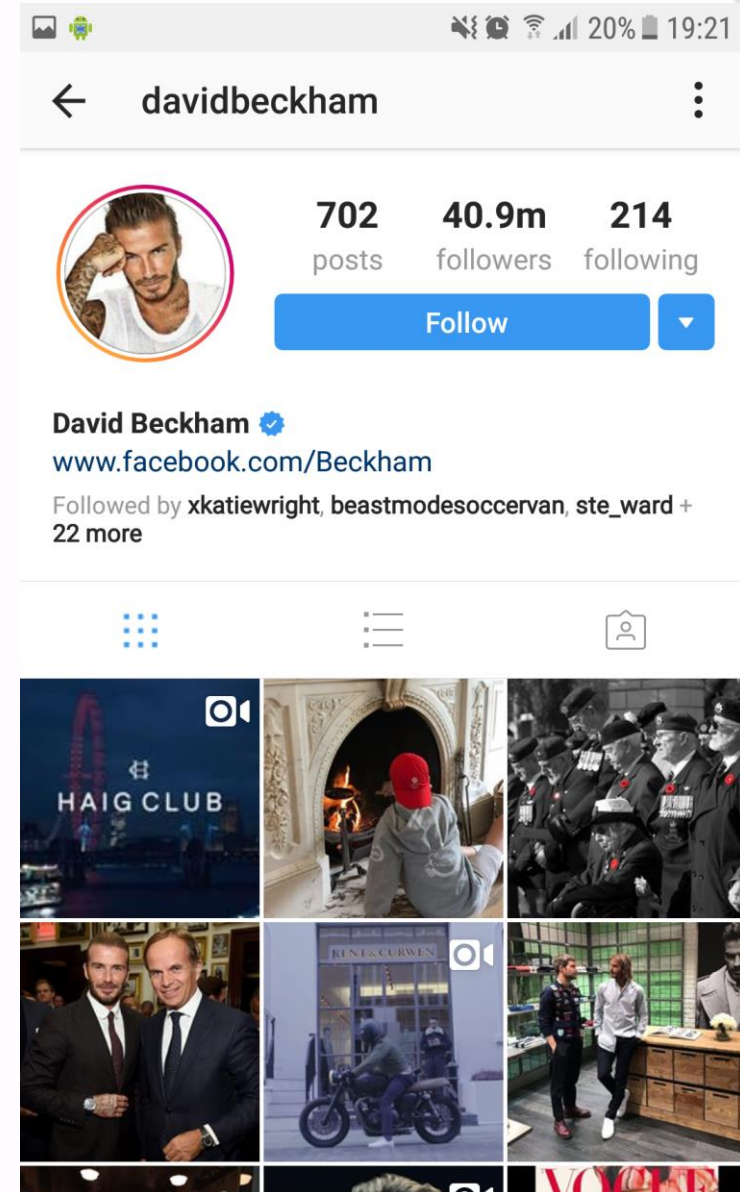 20% 19:21
davidbeckham
702 40.9m 214
posts followers following
Follow
David Beckham
www.facebook.com/Beckham
Followed by xkatiewright, beastmodesoccervan, ste_ward +
22 more
HAIG CLUB
KENT & CURWEN
VOGUE